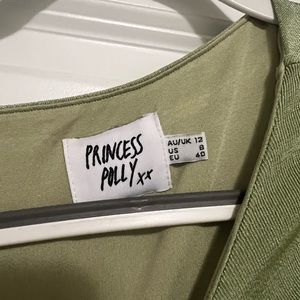 PRINCESS
POLLY xx
AU/UK 12
US 8
EU 40